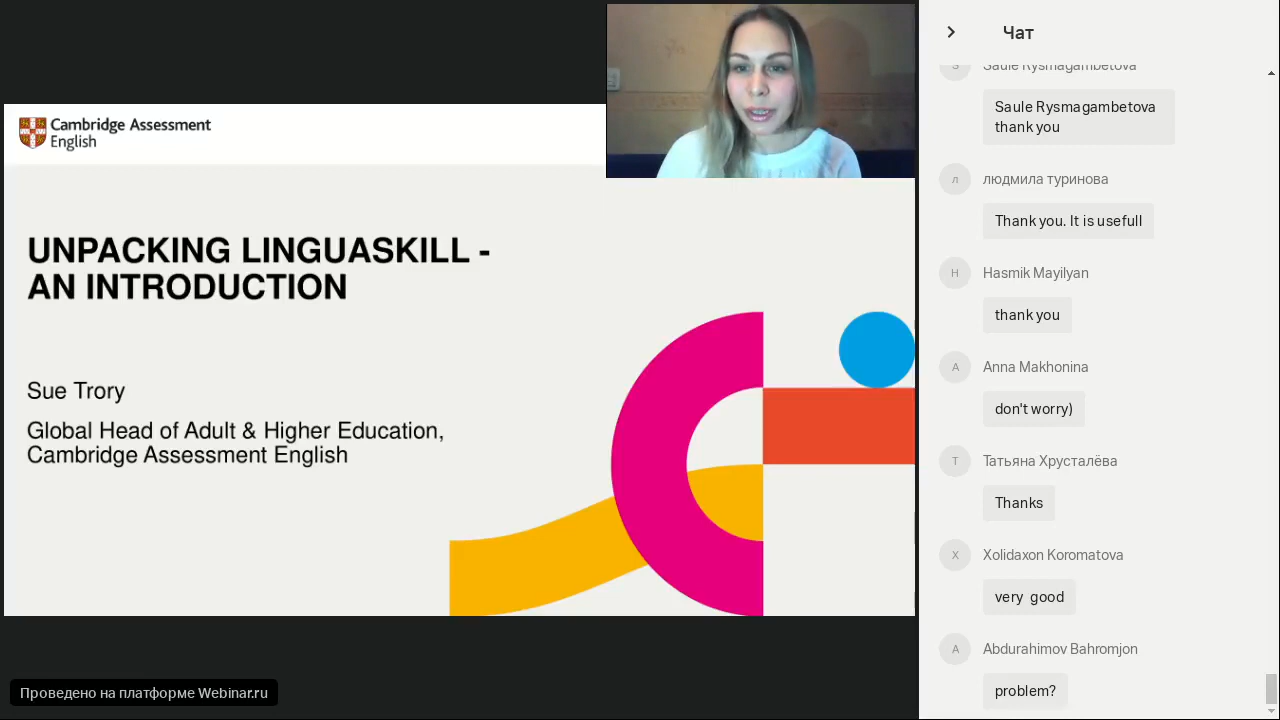 Cambridge Assessment
English
UNPACKING LINGUASKILL -
AN INTRODUCTION
Sue Trory
Global Head of Adult & Higher Education,
Cambridge Assessment English
Проведено на платформе Webinar.ru
Чат
S
Saule Rysmagambetova
Saule Rysmagambetova
thank you
л
людмила туринова
Thank you. It is usefull
H
Hasmik Mayilyan
thank you
A
Anna Makhonina
don't worry)
Т
Татьяна Хрусталёва
Thanks
X
Xolidaxon Koromatova
very good
A
Abdurahimov Bahromjon
problem?